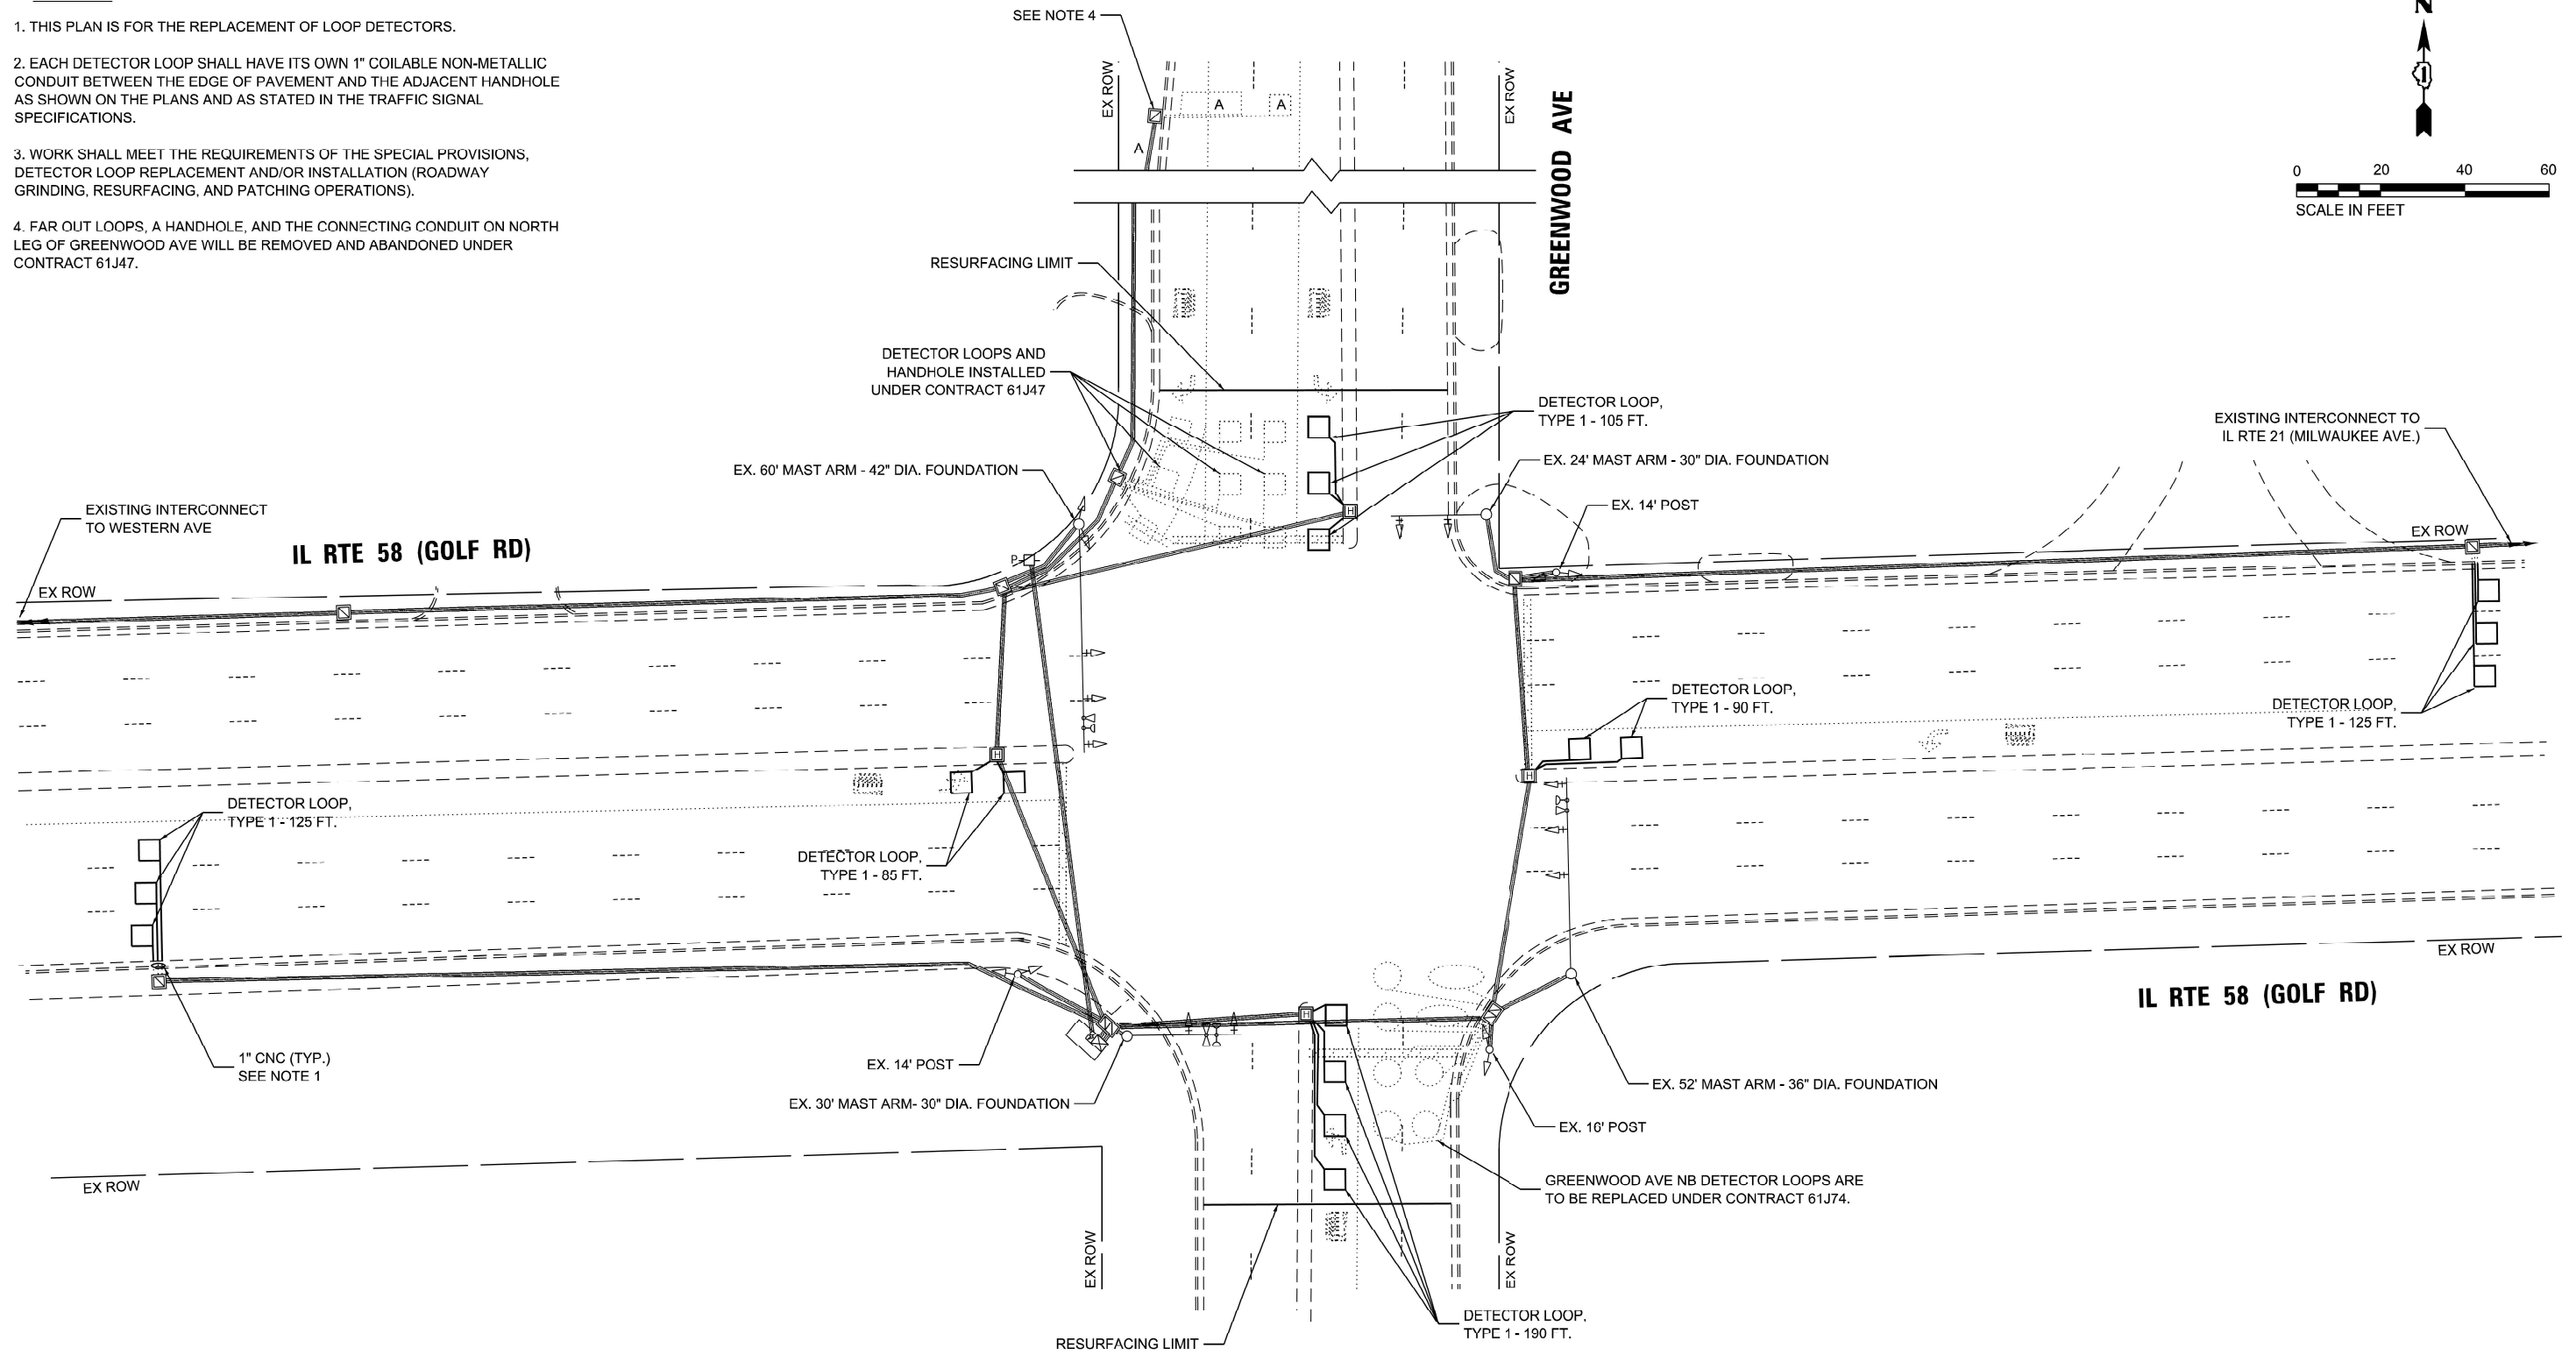 1. THIS PLAN IS FOR THE REPLACEMENT OF LOOP DETECTORS.
2. EACH DETECTOR LOOP SHALL HAVE ITS OWN 1" COILABLE NON-METALLIC
CONDUIT BETWEEN THE EDGE OF PAVEMENT AND THE ADJACENT HANDHOLE
AS SHOWN ON THE PLANS AND AS STATED IN THE TRAFFIC SIGNAL
SPECIFICATIONS.
3. WORK SHALL MEET THE REQUIREMENTS OF THE SPECIAL PROVISIONS,
DETECTOR LOOP REPLACEMENT AND/OR INSTALLATION (ROADWAY
GRINDING, RESURFACING, AND PATCHING OPERATIONS).
4. FAR OUT LOOPS, A HANDHOLE, AND THE CONNECTING CONDUIT ON NORTH
LEG OF GREENWOOD AVE WILL BE REMOVED AND ABANDONED UNDER
CONTRACT 61J47.
SEE NOTE 4
EX ROW
A
A
A
EX ROW
GREENWOOD AVE
N
0 20 40 60
SCALE IN FEET
RESURFACING LIMIT
DETECTOR LOOPS AND
HANDHOLE INSTALLED
UNDER CONTRACT 61J47
DETECTOR LOOP,
TYPE 1 - 105 FT.
EX. 60' MAST ARM - 42" DIA. FOUNDATION
EX. 24' MAST ARM - 30" DIA. FOUNDATION
EX. 14' POST
EXISTING INTERCONNECT TO
IL RTE 21 (MILWAUKEE AVE.)
EXISTING INTERCONNECT
TO WESTERN AVE
IL RTE 58 (GOLF RD)
EX ROW
EX ROW
P
H
H
H
H
DETECTOR LOOP,
TYPE 1 - 90 FT.
DETECTOR LOOP,
TYPE 1 - 125 FT.
DETECTOR LOOP,
TYPE 1 - 125 FT.
DETECTOR LOOP,
TYPE 1 - 85 FT.
EX ROW
IL RTE 58 (GOLF RD)
1" CNC (TYP.)
SEE NOTE 1
EX. 14' POST
EX. 30' MAST ARM- 30" DIA. FOUNDATION
EX. 52' MAST ARM - 36" DIA. FOUNDATION
EX. 16' POST
GREENWOOD AVE NB DETECTOR LOOPS ARE
TO BE REPLACED UNDER CONTRACT 61J74.
EX ROW
EX ROW
EX ROW
DETECTOR LOOP,
TYPE 1 - 190 FT.
RESURFACING LIMIT